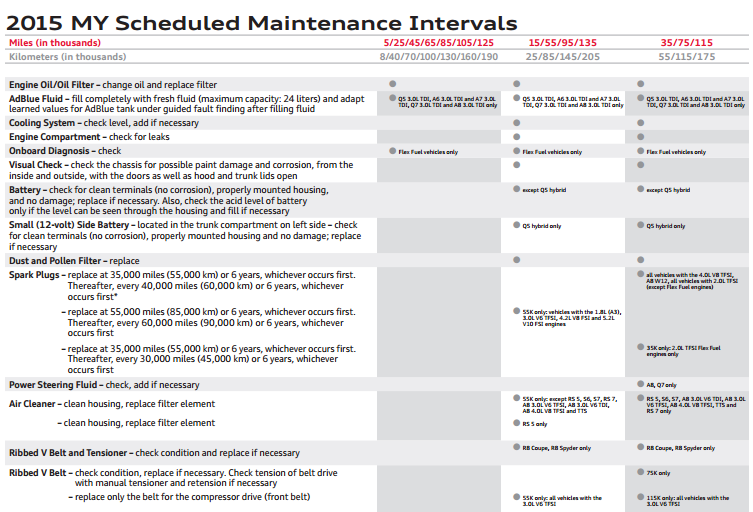 2015 MY Scheduled Maintenance Intervals
Miles (in thousands) 5/25/45/65/85/105/125 15/55/95/135 35/75/115
Kilometers (in thousands) 8/40/70/100/130/160/190 25/85/145/205 55/115/175
Engine Oil/Oil Filter – change oil and replace filter
AdBlue Fluid – fill completely with fresh fluid (maximum capacity: 24 liters) and adapt
learned values for AdBlue tank under guided fault finding after filling fluid
Q5 3.0L TDI, A6 3.0L TDI and A7 3.0L
TDI, Q7 3.0L TDI and A8 3.0L TDI only
Q5 3.0L TDI, A6 3.0L TDI and A7 3.0L
TDI, Q7 3.0L TDI and A8 3.0L TDI only
Q5 3.0L TDI, A6 3.0L TDI and A7 3.0L
TDI, Q7 3.0L TDI and A8 3.0L TDI only
Cooling System – check level, add if necessary
Engine Compartment – check for leaks
Onboard Diagnosis – check Flex Fuel vehicles only Flex Fuel vehicles only Flex Fuel vehicles only
Visual Check – check the chassis for possible paint damage and corrosion, from the
inside and outside, with the doors as well as hood and trunk lids open
Battery – check for clean terminals (no corrosion), properly mounted housing,
and no damage; replace if necessary. Also, check the acid level of battery
only if the level can be seen through the housing and fill if necessary
except Q5 hybrid
except Q5 hybrid
Small (12-volt) Side Battery – located in the trunk compartment on left side – check
for clean terminals (no corrosion), properly mounted housing and no damage; replace
if necessary
Q5 hybrid only
Q5 hybrid only
Dust and Pollen Filter – replace
Spark Plugs – replace at 35,000 miles (55,000 km) or 6 years, whichever occurs first.
Thereafter, every 40,000 miles (60,000 km) or 6 years, whichever
occurs first*
all vehicles with the 4.0L V8 TFSI,
A8 W12, all vehicles with 2.0L TFSI
(except Flex Fuel engines)
– replace at 55,000 miles (85,000 km) or 6 years, whichever occurs first.
Thereafter, every 60,000 miles (90,000 km) or 6 years, whichever
occurs first
55K only: vehicles with the 1.8L (A3),
3.0L V6 TFSI, 4.2L V8 FSI and 5.2L
V10 FSI engines
– replace at 35,000 miles (55,000 km) or 6 years, whichever occurs first.
Thereafter, every 30,000 miles (45,000 km) or 6 years, whichever
occurs first
35K only: 2.0L TFSI Flex Fuel
engines only
Power Steering Fluid – check, add if necessary A8, Q7 only
Air Cleaner – clean housing, replace filter element
55K only: except RS 5, S6, S7, RS 7,
A8 3.0L V6 TFSI, A8 3.0L V6 TDI,
A8 4.0L V8 TFSI and TTS
RS 5, S6, S7, A8 3.0L V6 TDI, A8 3.0L
V6 TFSI, A8 4.0L V8 TFSI, TTS and
RS 7 only
– clean housing, replace filter element RS 5 only
Ribbed V Belt and Tensioner – check condition and replace if necessary R8 Coupe, R8 Spyder only R8 Coupe, R8 Spyder only
Ribbed V Belt – check condition, replace if necessary. Check tension of belt drive
with manual tensioner and retension if necessary
75K only
– replace only the belt for the compressor drive (front belt)
55K only: all vehicles with the
3.0L V6 TFSI
115K only: all vehicles with the
3.0L V6 TFSI